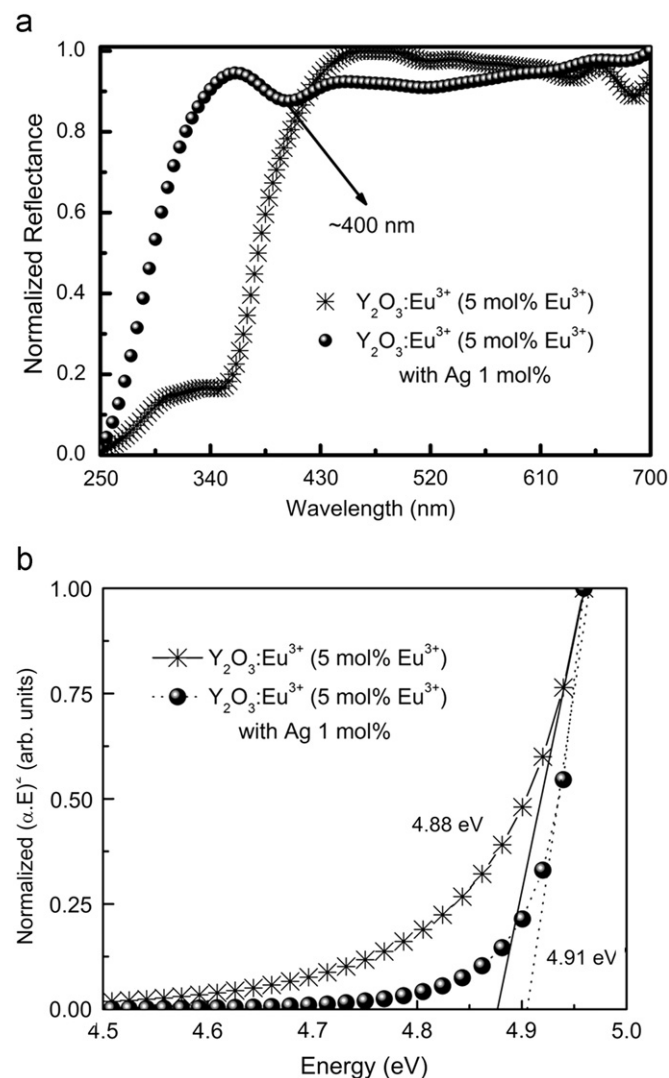 a
1.0
0.8
0.6
0.4
0.2
0.0
Normalized Reflectance
~400 nm
Y₂O₃:Eu³⁺ (5 mol% Eu³⁺)
Y₂O₃:Eu³⁺ (5 mol% Eu³⁺)
with Ag 1 mol%
250 340 430 520 610 700
Wavelength (nm)
b
1.00
0.75
0.50
0.25
0.00
Normalized (α.E)² (arb. units)
Y₂O₃:Eu³⁺ (5 mol% Eu³⁺)
Y₂O₃:Eu³⁺ (5 mol% Eu³⁺)
with Ag 1 mol%
4.88 eV
4.91 eV
4.5 4.6 4.7 4.8 4.9 5.0
Energy (eV)